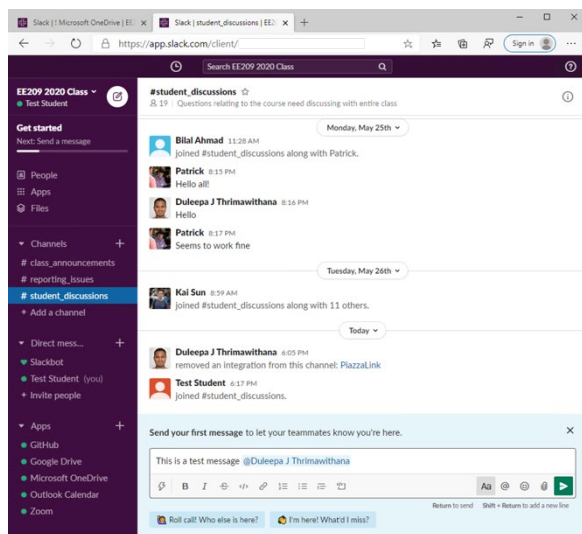 Slack | ! Microsoft OneDrive | EE
Slack | student_discussions | EE2
https://app.slack.com/client/
Sign in
Search EE209 2020 Class
EE209 2020 Class
Test Student
Get started
Next: Send a message
People
Apps
Files
Channels
# class_announcements
# reporting_issues
# student_discussions
+ Add a channel
Direct mess...
Slackbot
Test Student (you)
+ Invite people
Apps
GitHub
Google Drive
Microsoft OneDrive
Outlook Calendar
Zoom
#student_discussions
19 | Questions relating to the course need discussing with entire class
Monday, May 25th
Bilal Ahmad 11:28 AM
joined #student_discussions along with Patrick.
Patrick 8:15 PM
Hello all!
Duleepa J Thrimawithana 8:16 PM
Hello
Patrick 8:17 PM
Seems to work fine
Tuesday, May 26th
Kai Sun 8:59 AM
joined #student_discussions along with 11 others.
Today
Duleepa J Thrimawithana 6:05 PM
removed an integration from this channel: PiazzaLink
Test Student 6:17 PM
joined #student_discussions.
Send your first message to let your teammates know you're here.
This is a test message @Duleepa J Thrimawithana
B I Aa @
Return to send Shift + Return to add a new line
Roll call! Who else is here?
I'm here! What'd I miss?